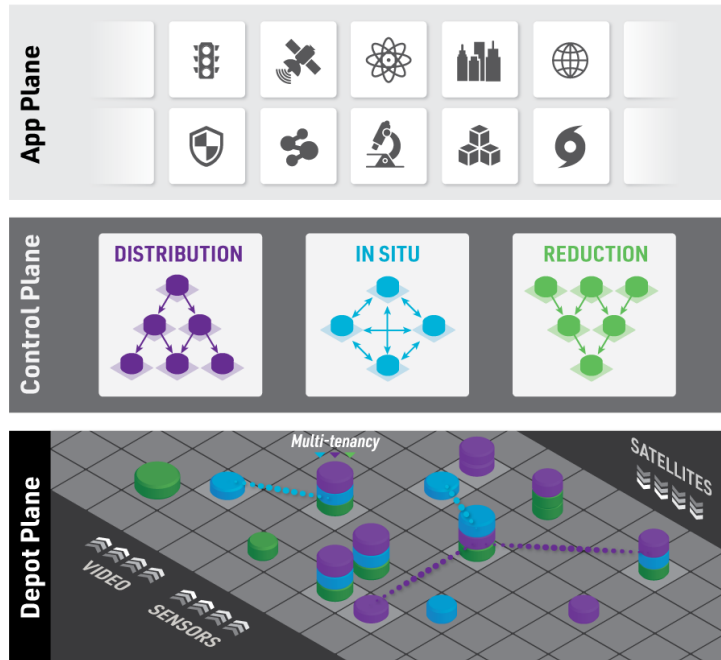 App Plane
Control Plane
DISTRIBUTION
IN SITU
REDUCTION
Depot Plane
Multi-tenancy
SATELLITES
VIDEO
SENSORS